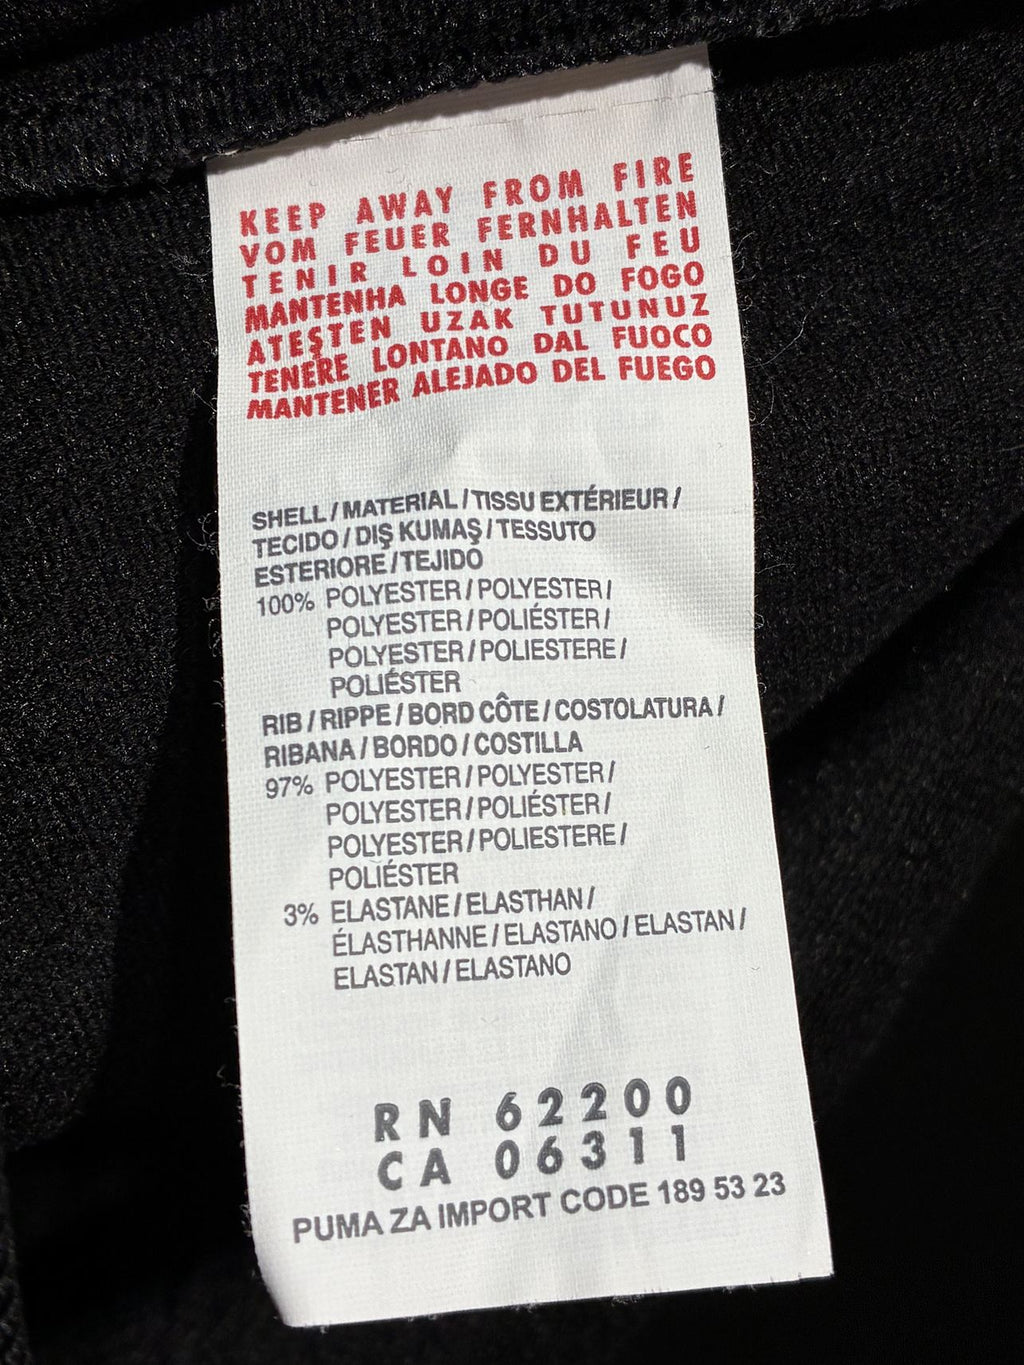 KEEP AWAY FROM FIRE
VOM FEUER FERNHALTEN
TENIR LOIN DU FEU
MANTENHA LONGE DO FOGO
ATEŞTEN UZAK TUTUNUZ
TENERE LONTANO DAL FUOCO
MANTENER ALEJADO DEL FUEGO
SHELL / MATERIAL / TISSU EXTÉRIEUR /
TECIDO / DIŞ KUMAŞ / TESSUTO
ESTERIORE / TEJIDO
100% POLYESTER / POLYESTER /
POLYESTER / POLIÉSTER /
POLYESTER / POLIESTERE /
POLIÉSTER
RIB / RIPPE / BORD CÔTE / COSTOLATURA /
RIBANA / BORDO / COSTILLA
97% POLYESTER / POLYESTER /
POLYESTER / POLIÉSTER /
POLYESTER / POLIESTERE /
POLIÉSTER
3% ELASTANE / ELASTHAN /
ÉLASTHANNE / ELASTANO / ELASTAN /
ELASTAN / ELASTANO
RN 62200
CA 06311
PUMA ZA IMPORT CODE 189 53 23